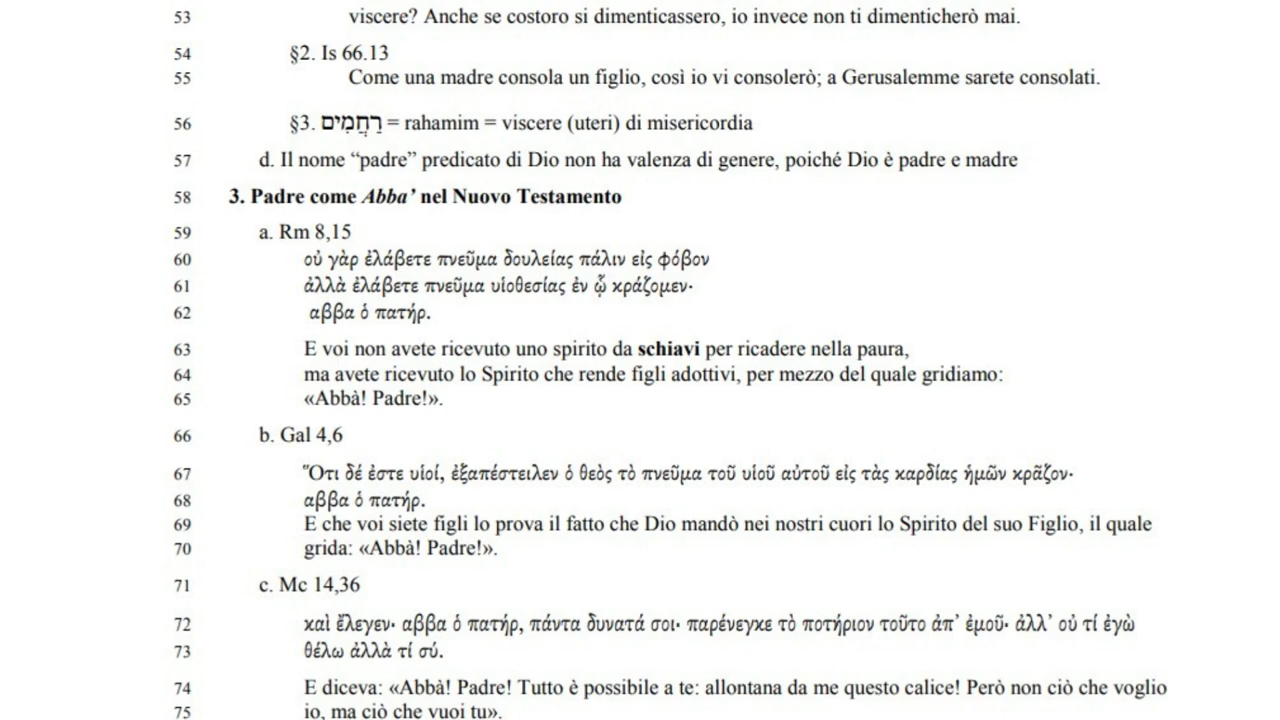 53 viscere? Anche se costoro si dimenticassero, io invece non ti dimenticherò mai.
54 §2. Is 66.13
55 Come una madre consola un figlio, così io vi consolerò; a Gerusalemme sarete consolati.
56 §3. רַחֲמִים = rahamim = viscere (uteri) di misericordia
57 d. Il nome “padre” predicato di Dio non ha valenza di genere, poiché Dio è padre e madre
58 3. Padre come Abba’ nel Nuovo Testamento
59 a. Rm 8,15
60 οὐ γὰρ ἐλάβετε πνεῦμα δουλείας πάλιν εἰς φόβον
61 ἀλλὰ ἐλάβετε πνεῦμα υἱοθεσίας ἐν ᾧ κράζομεν·
62 αββα ὁ πατήρ.
63 E voi non avete ricevuto uno spirito da schiavi per ricadere nella paura,
64 ma avete ricevuto lo Spirito che rende figli adottivi, per mezzo del quale gridiamo:
65 «Abbà! Padre!».
66 b. Gal 4,6
67 Ὅτι δέ ἐστε υἱοί, ἐξαπέστειλεν ὁ θεὸς τὸ πνεῦμα τοῦ υἱοῦ αὐτοῦ εἰς τὰς καρδίας ἡμῶν κρᾶζον·
68 αββα ὁ πατήρ.
69 E che voi siete figli lo prova il fatto che Dio mandò nei nostri cuori lo Spirito del suo Figlio, il quale
70 grida: «Abbà! Padre!».
71 c. Mc 14,36
72 καὶ ἔλεγεν· αββα ὁ πατήρ, πάντα δυνατά σοι· παρένεγκε τὸ ποτήριον τοῦτο ἀπ’ ἐμοῦ· ἀλλ’ οὐ τί ἐγὼ
73 θέλω ἀλλὰ τί σύ.
74 E diceva: «Abbà! Padre! Tutto è possibile a te: allontana da me questo calice! Però non ciò che voglio
75 io, ma ciò che vuoi tu».